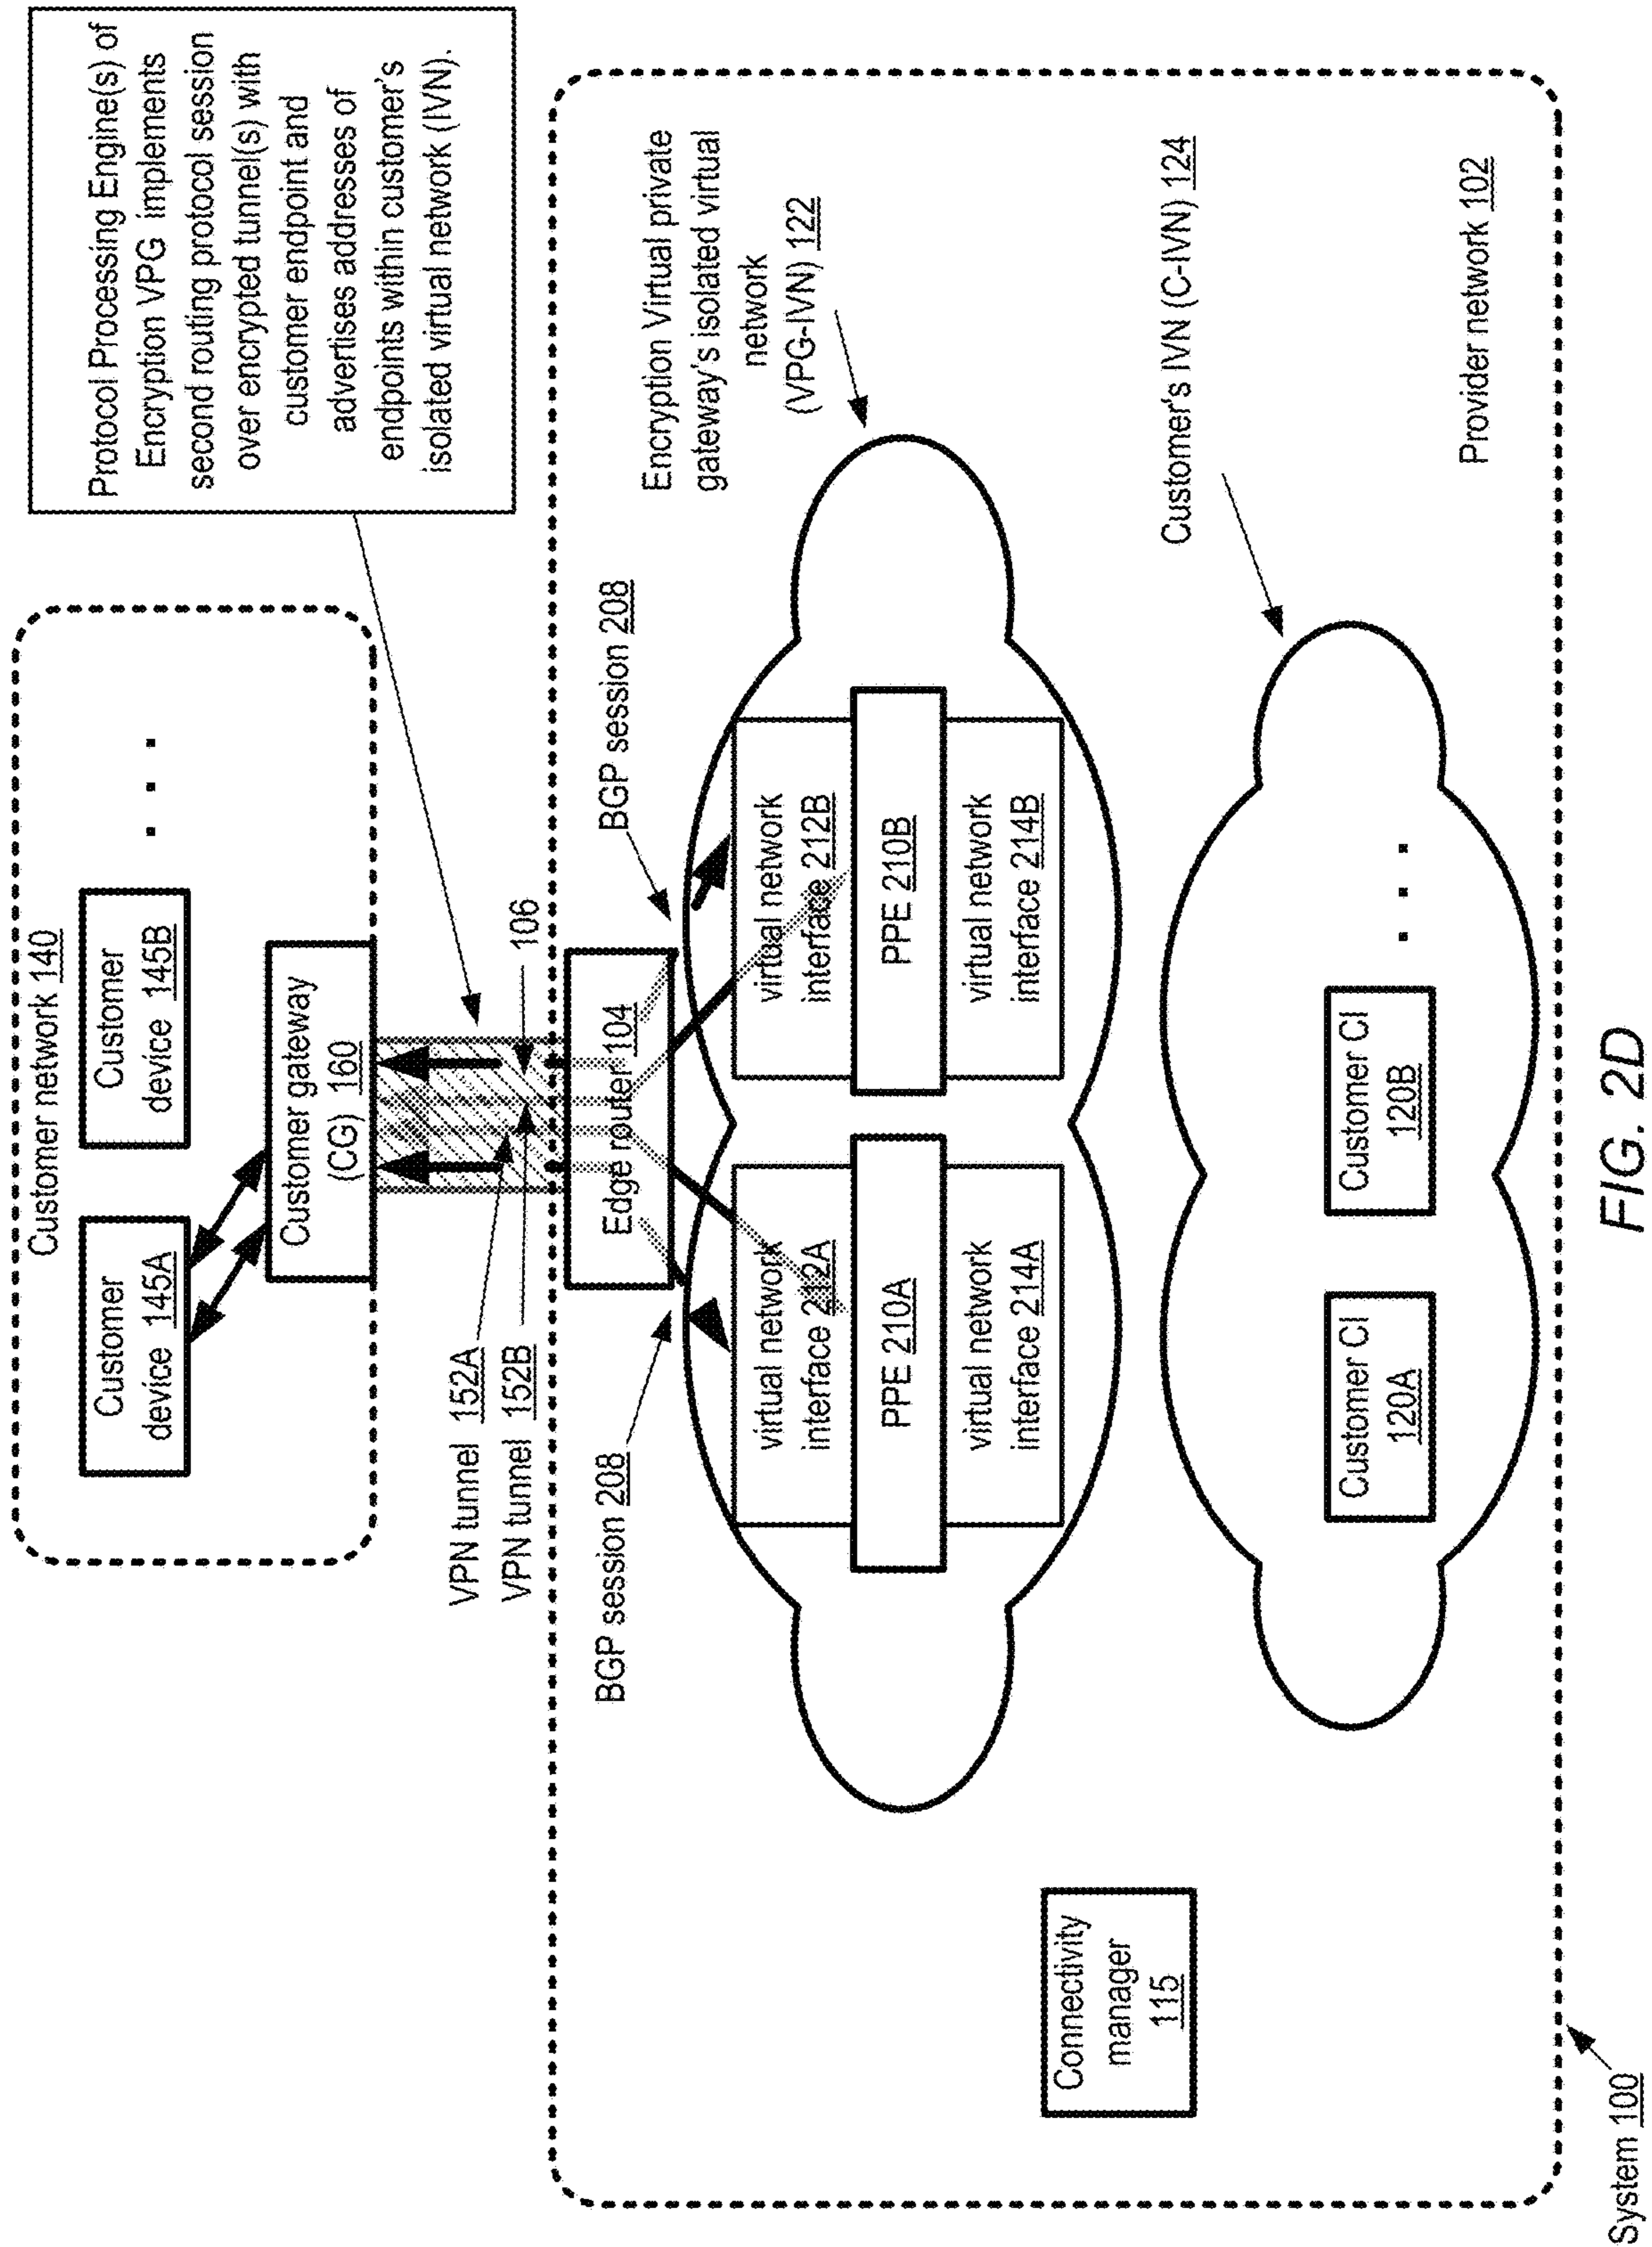 Customer network 140
Customer
device 145A
Customer
device 145B
. . .
Customer gateway
(CG) 160
Protocol Processing Engine(s) of
Encryption VPG implements
second routing protocol session
over encrypted tunnel(s) with
customer endpoint and
advertises addresses of
endpoints within customer's
isolated virtual network (IVN).
VPN tunnel 152A
VPN tunnel 152B
106
Edge router 104
BGP session 208
BGP session 208
Encryption Virtual private
gateway's isolated virtual
network
(VPG-IVN) 122
virtual network
interface 212A
PPE 210A
virtual network
interface 214A
virtual network
interface 212B
PPE 210B
virtual network
interface 214B
Connectivity
manager
115
Customer's IVN (C-IVN) 124
Customer CI
120A
Customer CI
120B
. . .
Provider network 102
System 100
FIG. 2D